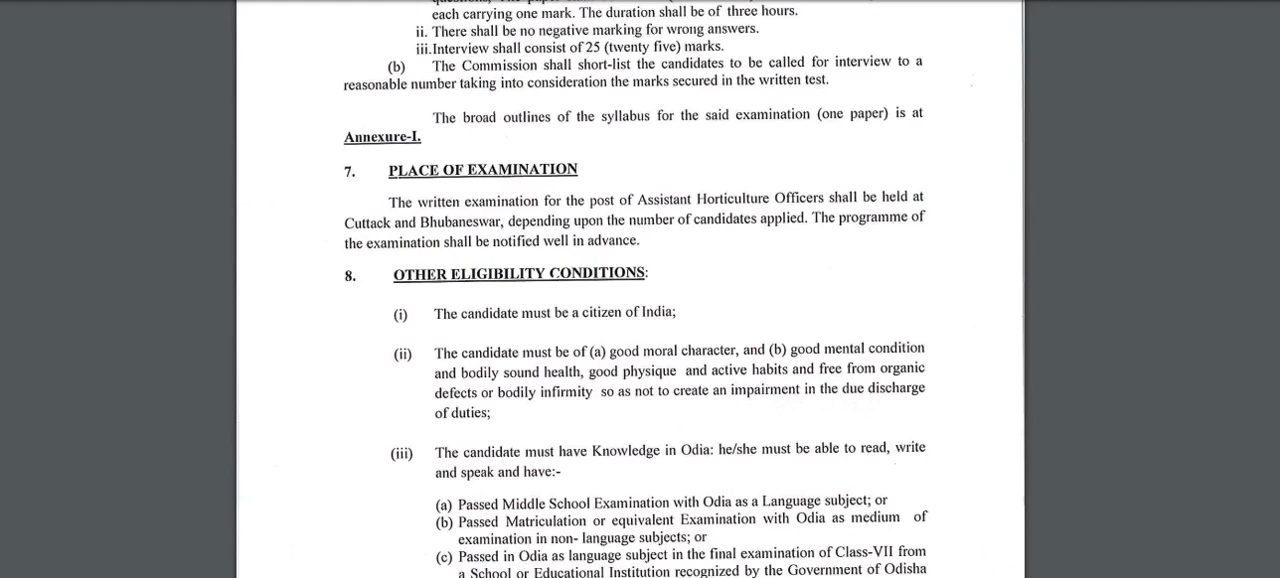 each carrying one mark. The duration shall be of three hours.
ii. There shall be no negative marking for wrong answers.
iii.Interview shall consist of 25 (twenty five) marks.
(b) The Commission shall short-list the candidates to be called for interview to a
reasonable number taking into consideration the marks secured in the written test.
The broad outlines of the syllabus for the said examination (one paper) is at
Annexure-I.
7. PLACE OF EXAMINATION
The written examination for the post of Assistant Horticulture Officers shall be held at
Cuttack and Bhubaneswar, depending upon the number of candidates applied. The programme of
the examination shall be notified well in advance.
8. OTHER ELIGIBILITY CONDITIONS:
(i) The candidate must be a citizen of India;
(ii) The candidate must be of (a) good moral character, and (b) good mental condition
and bodily sound health, good physique and active habits and free from organic
defects or bodily infirmity so as not to create an impairment in the due discharge
of duties;
(iii) The candidate must have Knowledge in Odia: he/she must be able to read, write
and speak and have:-
(a) Passed Middle School Examination with Odia as a Language subject; or
(b) Passed Matriculation or equivalent Examination with Odia as medium of
examination in non- language subjects; or
(c) Passed in Odia as language subject in the final examination of Class-VII from
a School or Educational Institution recognized by the Government of Odisha